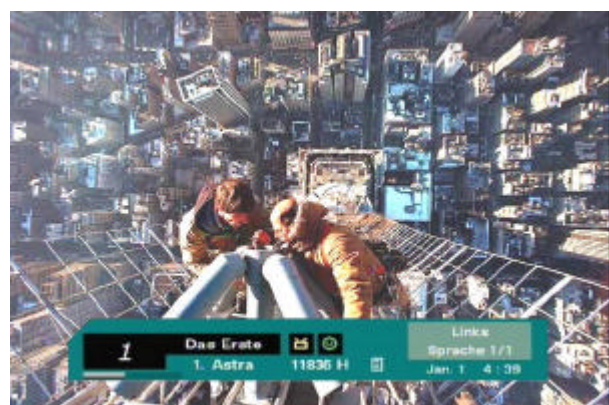 1
Das Erste
1. Astra 11836 H
Links
Sprache 1/1
Jan. 1 4 : 39